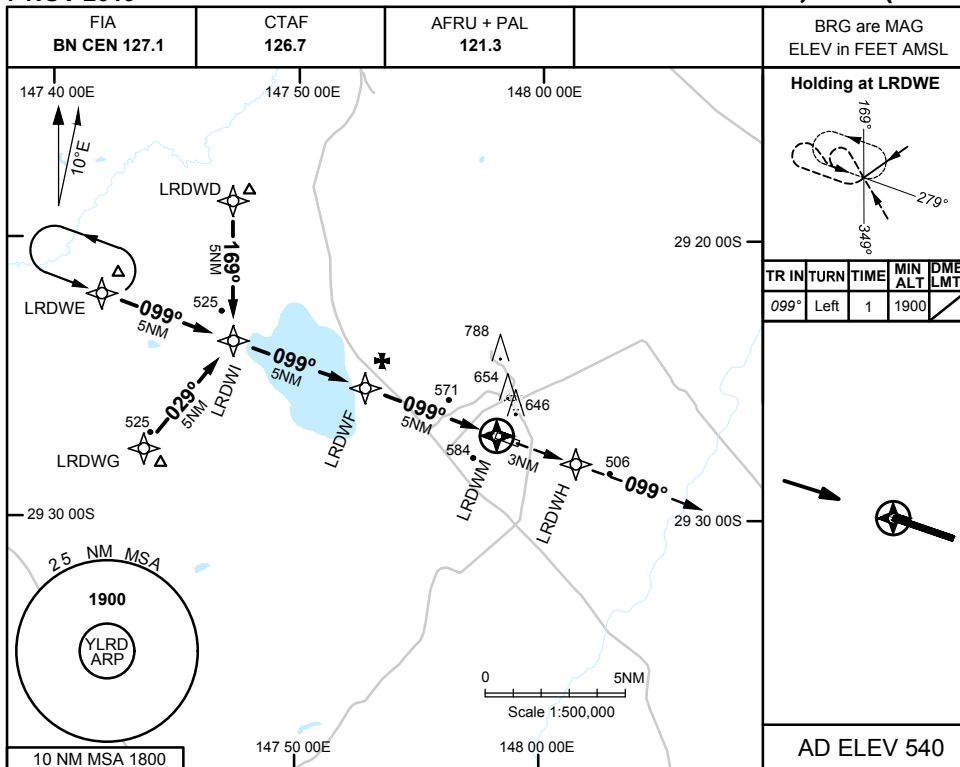 FIA
BN CEN 127.1
CTAF
126.7
AFRU + PAL
121.3
BRG are MAG
ELEV in FEET AMSL
147 40 00E
147 50 00E
148 00 00E
10°E
LRDWD
169°
5NM
29 20 00S
LRDWE
099°
5NM
525
LRDWI
099°
5NM
029°
5NM
525
LRDWG
LRDWF
099°
5NM
571
788
654
646
584
LRDWM
3NM
LRDWH
506
099°
29 30 00S
29 30 00S
25 NM MSA
1900
YLRD
ARP
10 NM MSA 1800
0
5NM
Scale 1:500,000
147 50 00E
148 00 00E
Holding at LRDWE
169°
279°
349°
TR IN TURN TIME MIN ALT DME LMT
099° Left 1 1900
AD ELEV 540